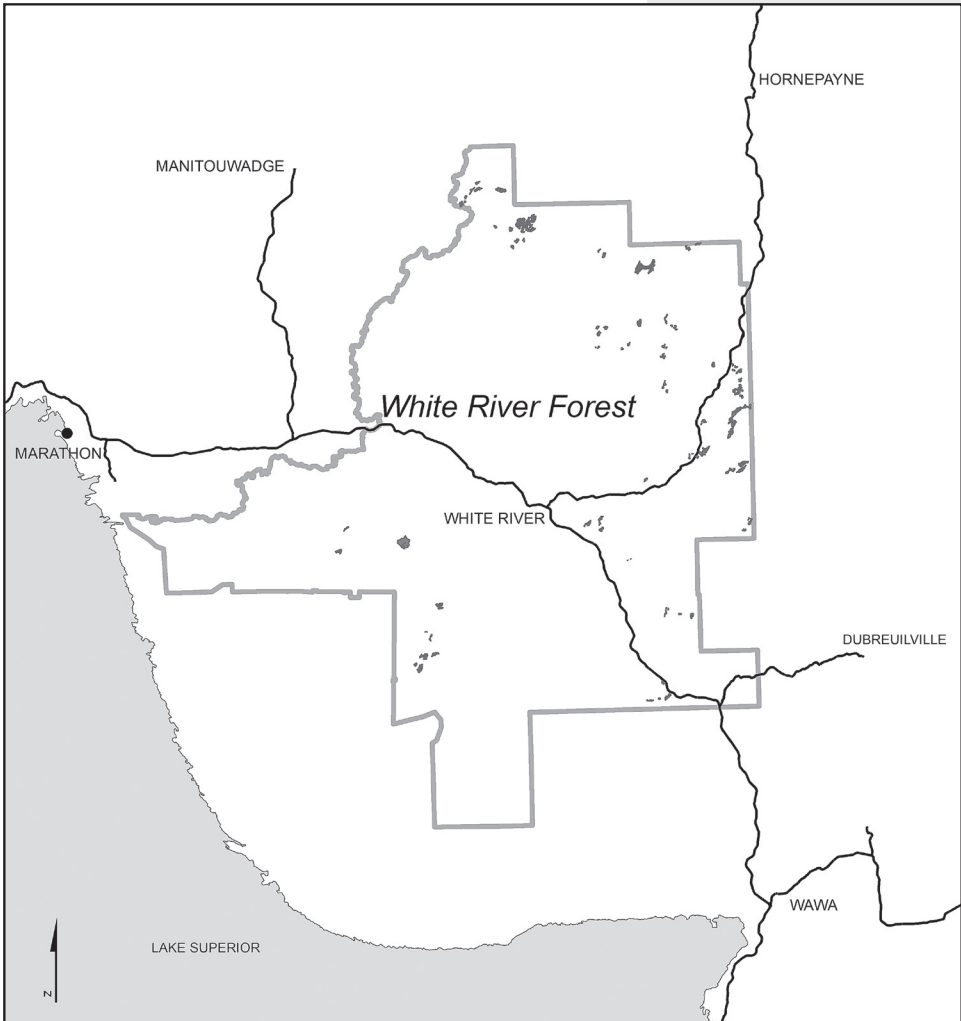 HORNEPAYNE
MANITOUWADGE
White River Forest
MARATHON
WHITE RIVER
DUBREUILVILLE
WAWA
LAKE SUPERIOR
N